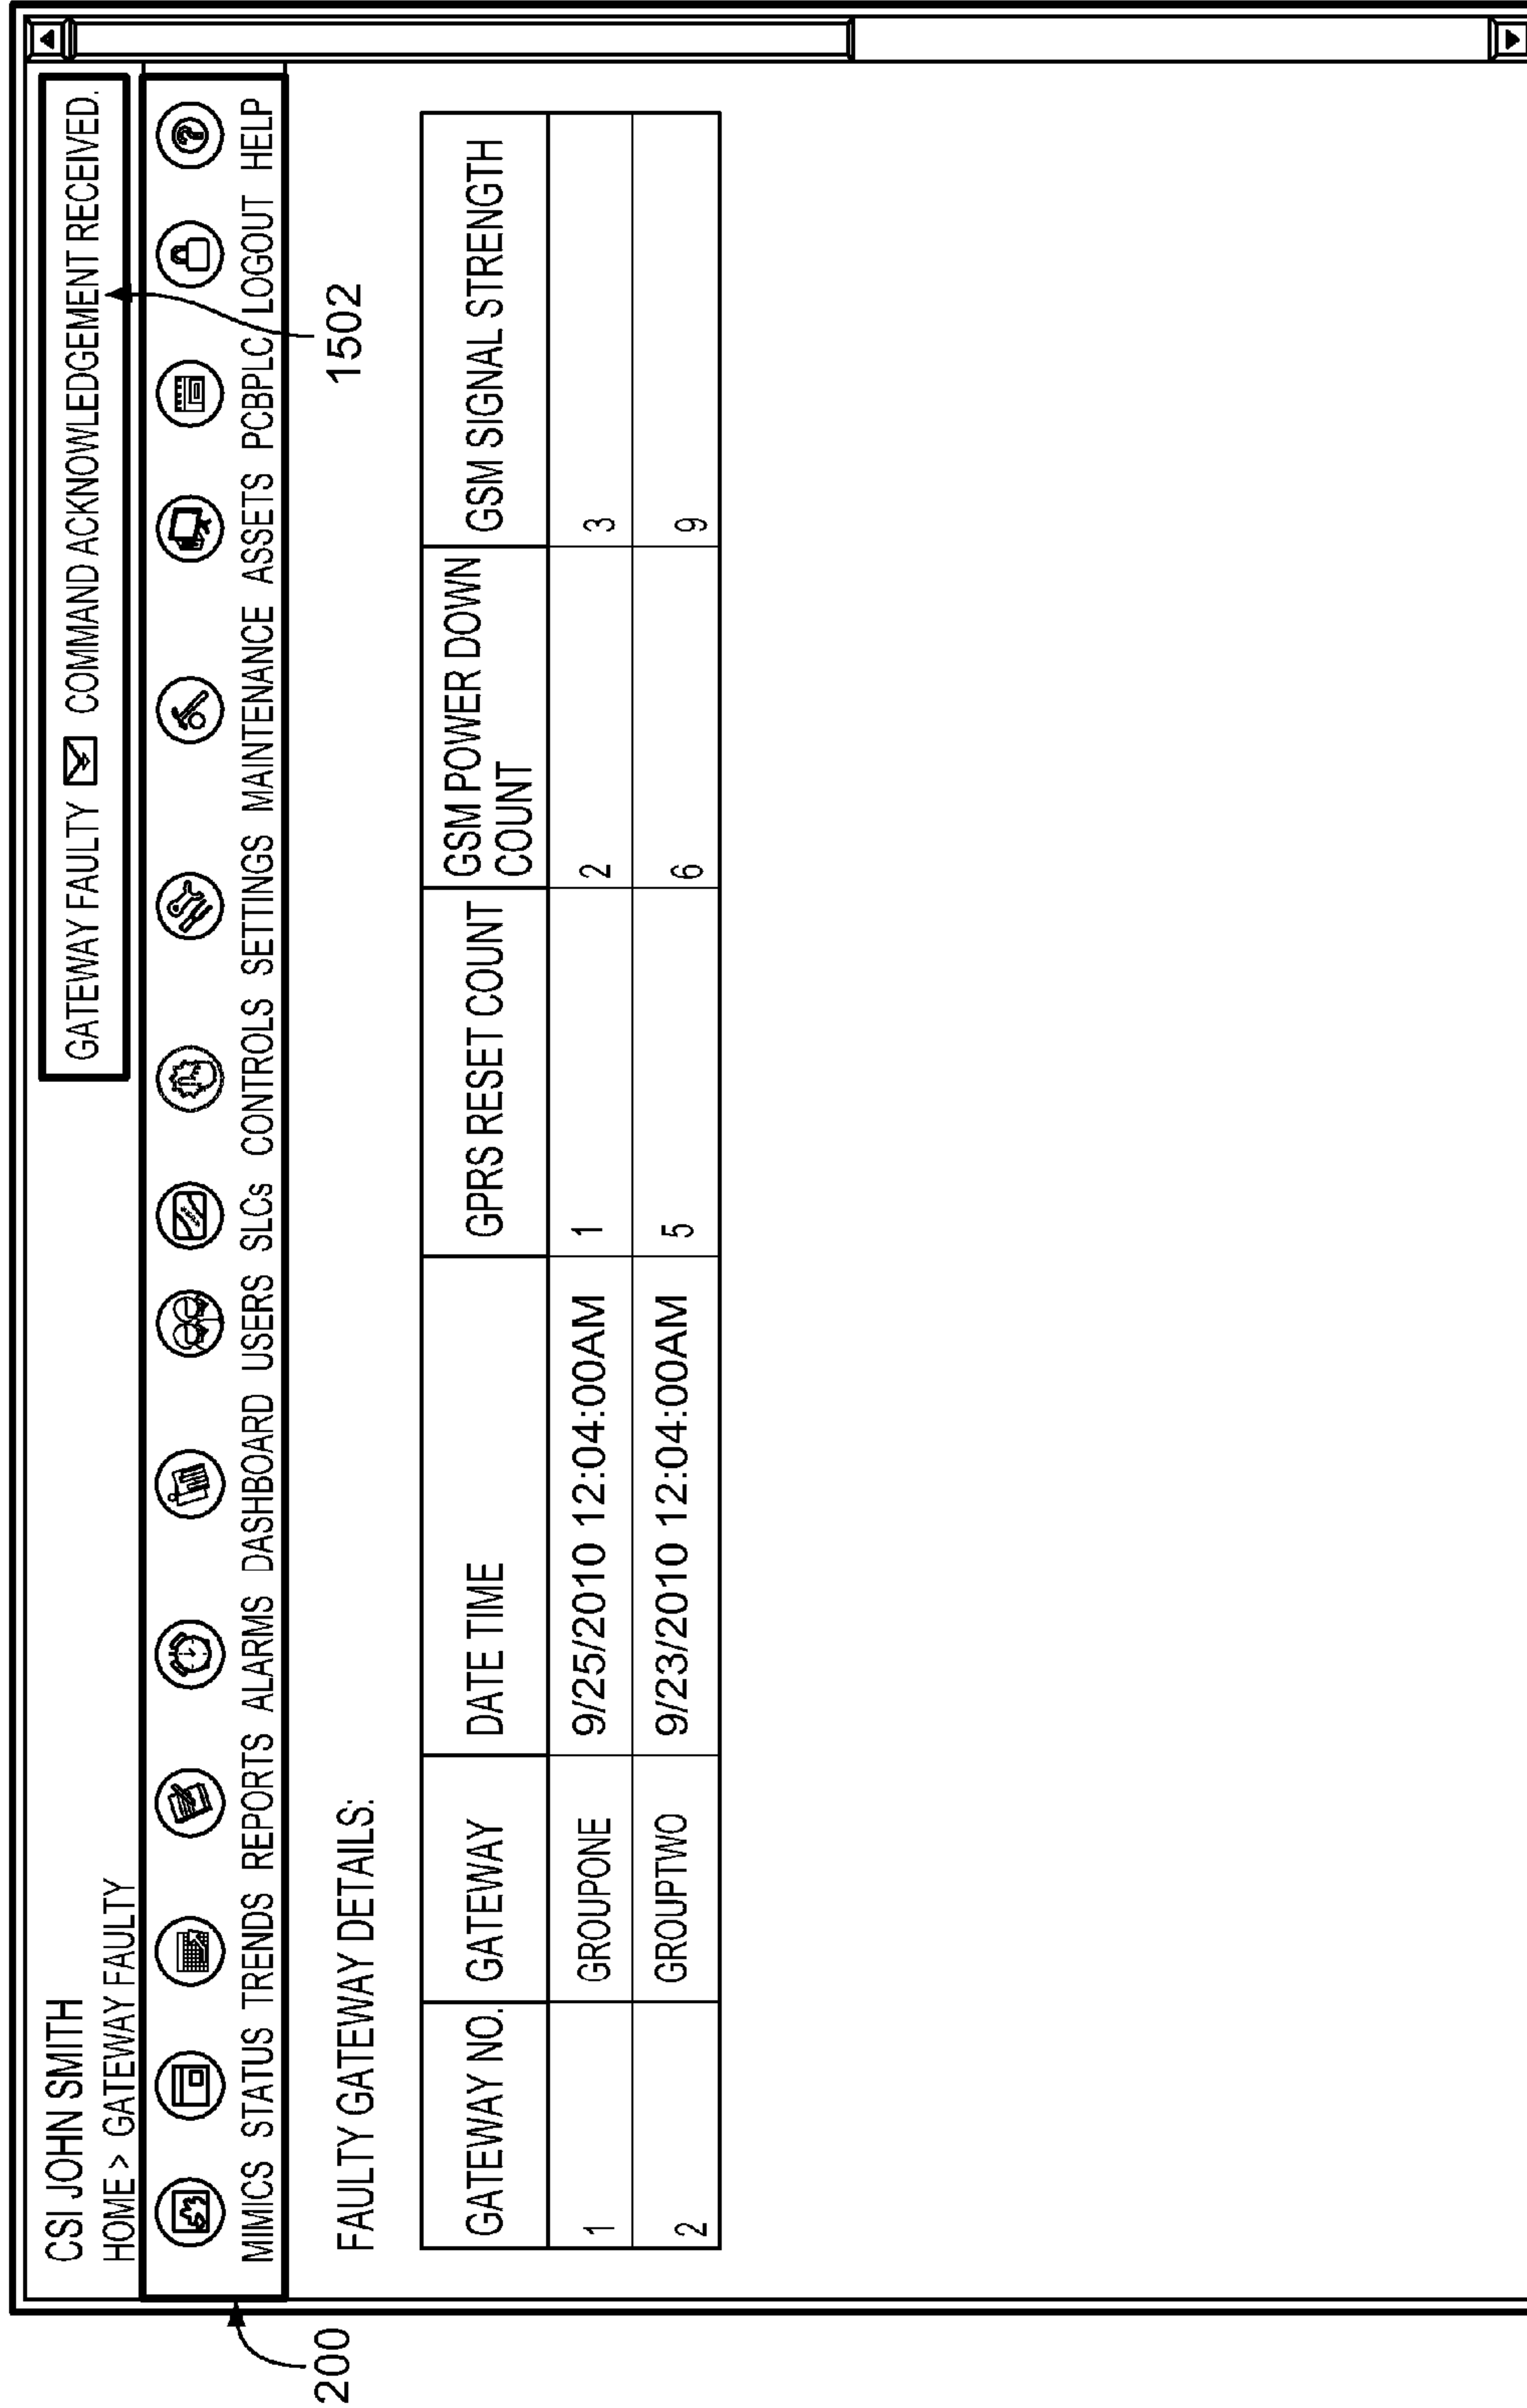 CSI JOHN SMITH
GATEWAY FAULTY COMMAND ACKNOWLEDGEMENT RECEIVED.
HOME > GATEWAY FAULTY
200
MIMICS STATUS TRENDS REPORTS ALARMS DASHBOARD USERS SLCs CONTROLS SETTINGS MAINTENANCE ASSETS PCBPLC LOGOUT HELP
1502
FAULTY GATEWAY DETAILS:
GATEWAY NO. GATEWAY DATE TIME GPRS RESET COUNT GSM POWER DOWN COUNT GSM SIGNAL STRENGTH
1 GROUPONE 9/25/2010 12:04:00AM 1 2 3
2 GROUPTWO 9/23/2010 12:04:00AM 5 6 9